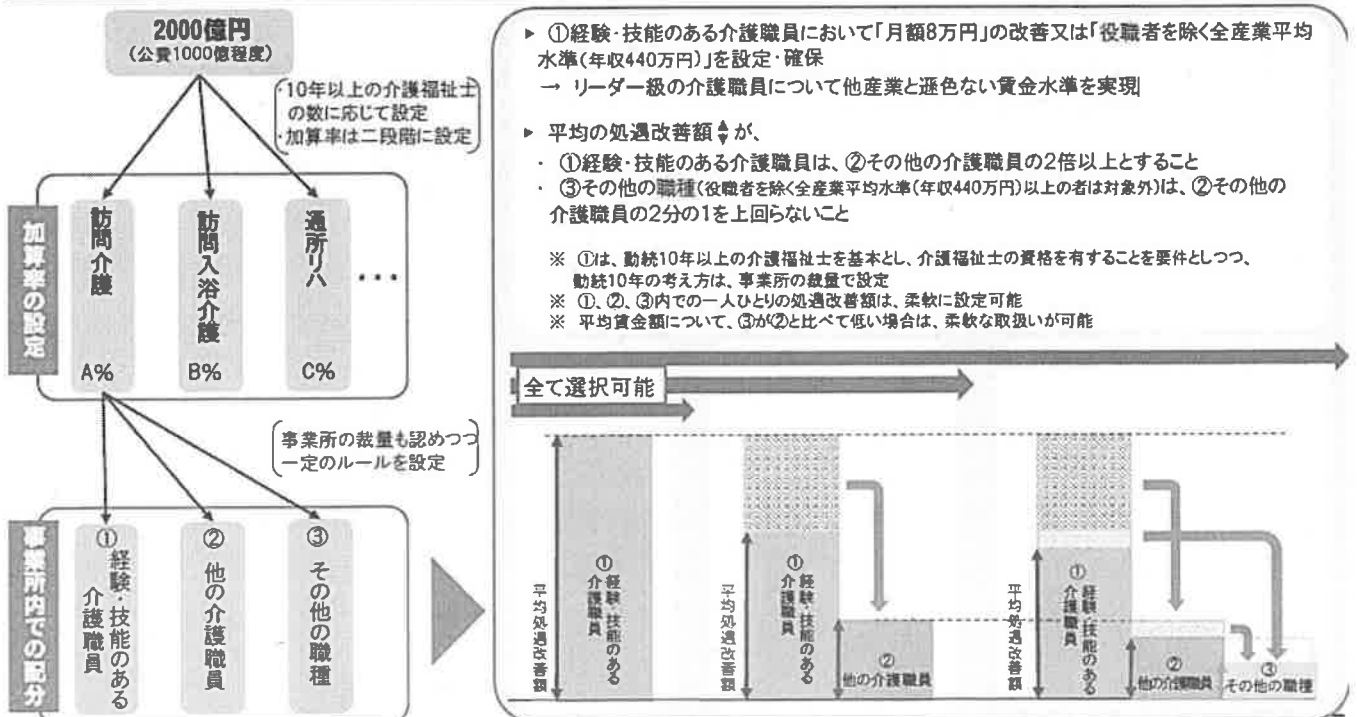 2000億円
(公費1000億程度)
・10年以上の介護福祉士
の数に応じて設定
・加算率は二段階に設定
加算率の設定
訪問介護
A%
訪問入浴介護
B%
通所リハ
C%
・・・
事業所の裁量も認めつつ
一定のルールを設定
事業所内での配分
①
経験・技能のある
介護職員
②
他の介護職員
③
その他の職種
▶ ①経験・技能のある介護職員において「月額8万円」の改善又は「役職者を除く全産業平均
水準(年収440万円)」を設定・確保
→ リーダー級の介護職員について他産業と遜色ない賃金水準を実現
▶ 平均の処遇改善額が、
・ ①経験・技能のある介護職員は、②その他の介護職員の2倍以上とすること
・ ③その他の職種(役職者を除く全産業平均水準(年収440万円)以上の者は対象外)は、②その他の
介護職員の2分の1を上回らないこと
※ ①は、勤続10年以上の介護福祉士を基本とし、介護福祉士の資格を有することを要件としつつ、
勤続10年の考え方は、事業所の裁量で設定
※ ①、②、③内での一人ひとりの処遇改善額は、柔軟に設定可能
※ 平均賃金額について、③が②と比べて低い場合は、柔軟な取扱いが可能
全て選択可能
平均処遇改善額
①
経験・技能のある
介護職員
平均処遇改善額
①
経験・技能のある
介護職員
②
他の介護職員
平均処遇改善額
①
経験・技能のある
介護職員
②
他の介護職員
③
その他の職種